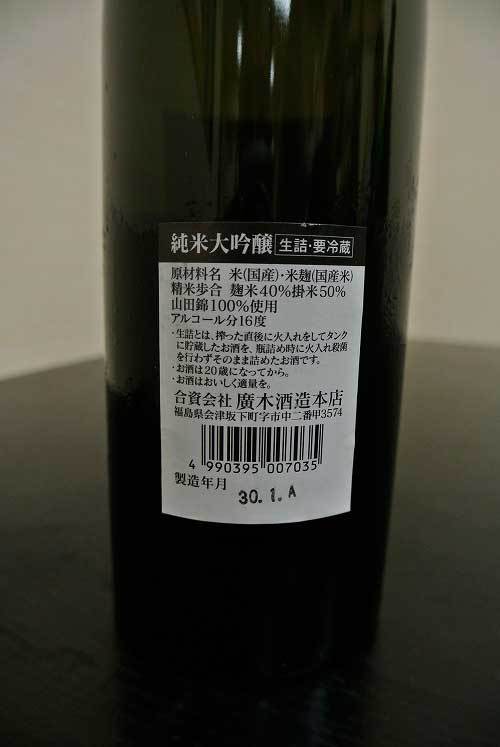 純米大吟醸 生詰・要冷蔵
原材料名 米(国産)・米麹(国産米)
精米歩合 麹米40%掛米50%
山田錦100%使用
アルコール分16度
・生詰とは、搾った直後に火入れをしてタンク
に貯蔵したお酒を、瓶詰め時に火入れ殺菌
を行わずそのまま詰めたお酒です。
・お酒は20歳になってから。
・お酒はおいしく適量を。
合資会社 廣木酒造本店
福島県会津坂下町字市中二番甲3574
4 990395 007035
製造年月 30.1.A